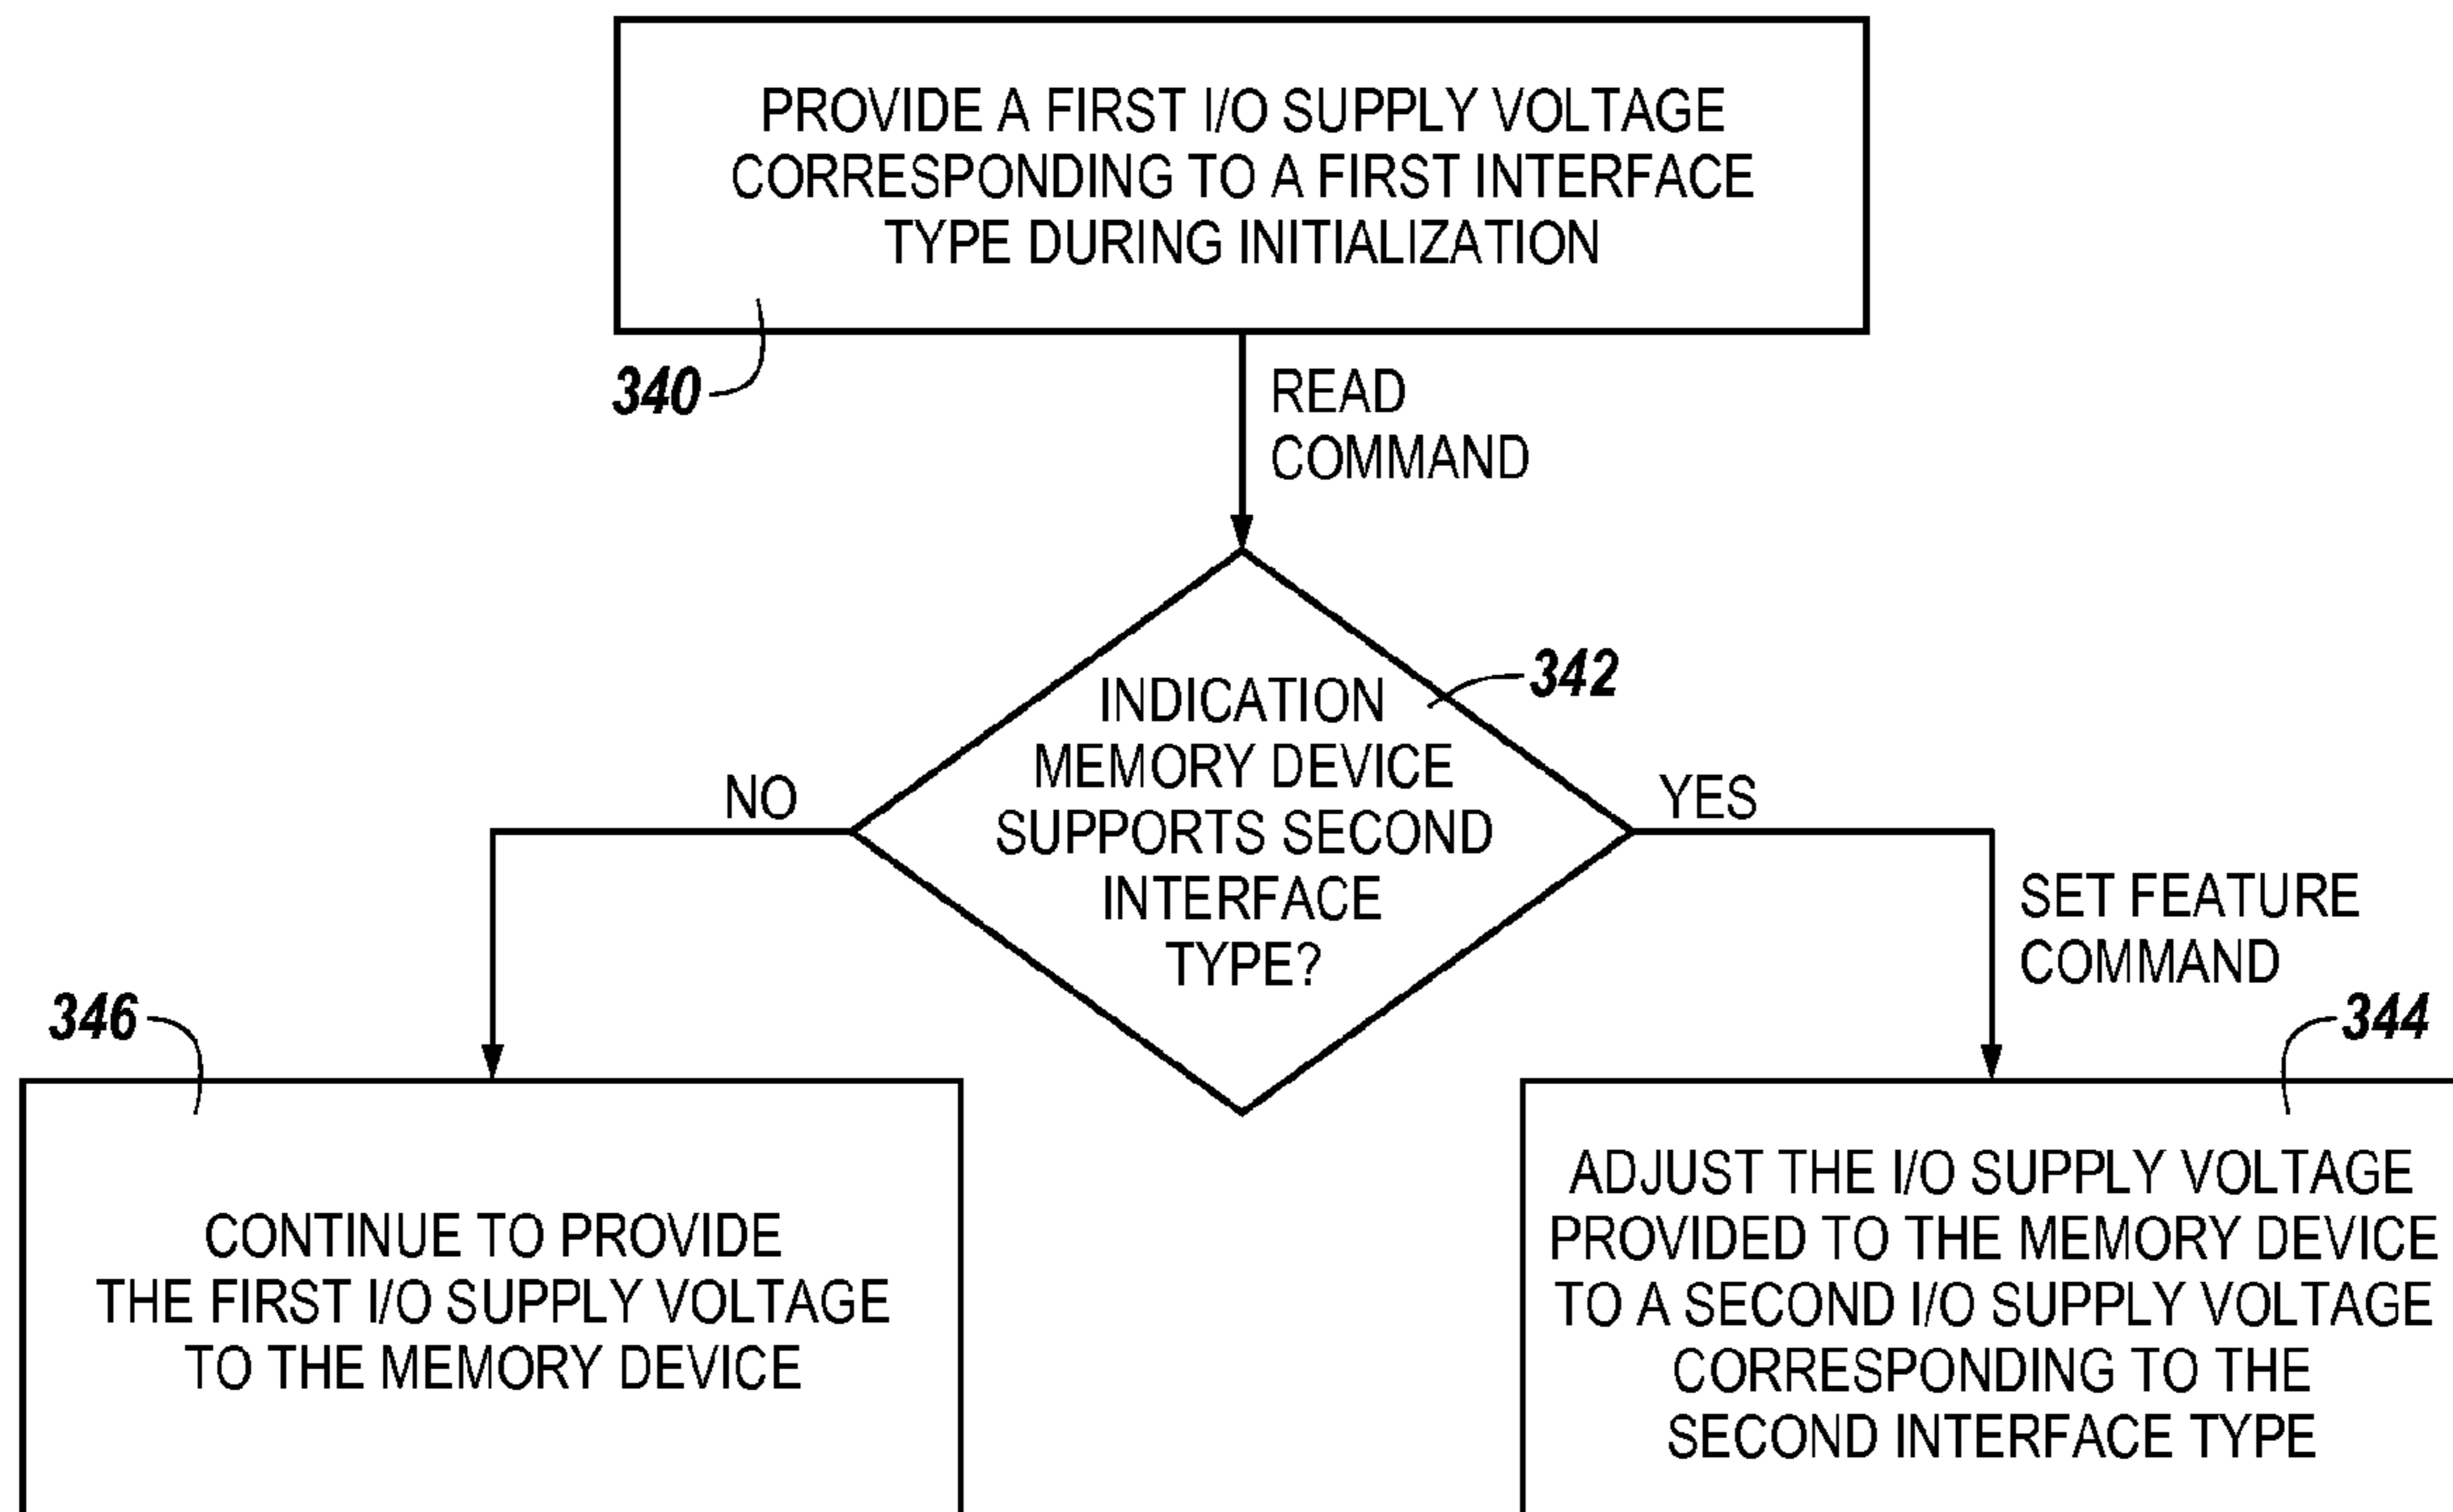 PROVIDE A FIRST I/O SUPPLY VOLTAGE
CORRESPONDING TO A FIRST INTERFACE
TYPE DURING INITIALIZATION
340
READ
COMMAND
342
INDICATION
MEMORY DEVICE
SUPPORTS SECOND
INTERFACE
TYPE?
NO
YES
SET FEATURE
COMMAND
346
344
CONTINUE TO PROVIDE
THE FIRST I/O SUPPLY VOLTAGE
TO THE MEMORY DEVICE
ADJUST THE I/O SUPPLY VOLTAGE
PROVIDED TO THE MEMORY DEVICE
TO A SECOND I/O SUPPLY VOLTAGE
CORRESPONDING TO THE
SECOND INTERFACE TYPE